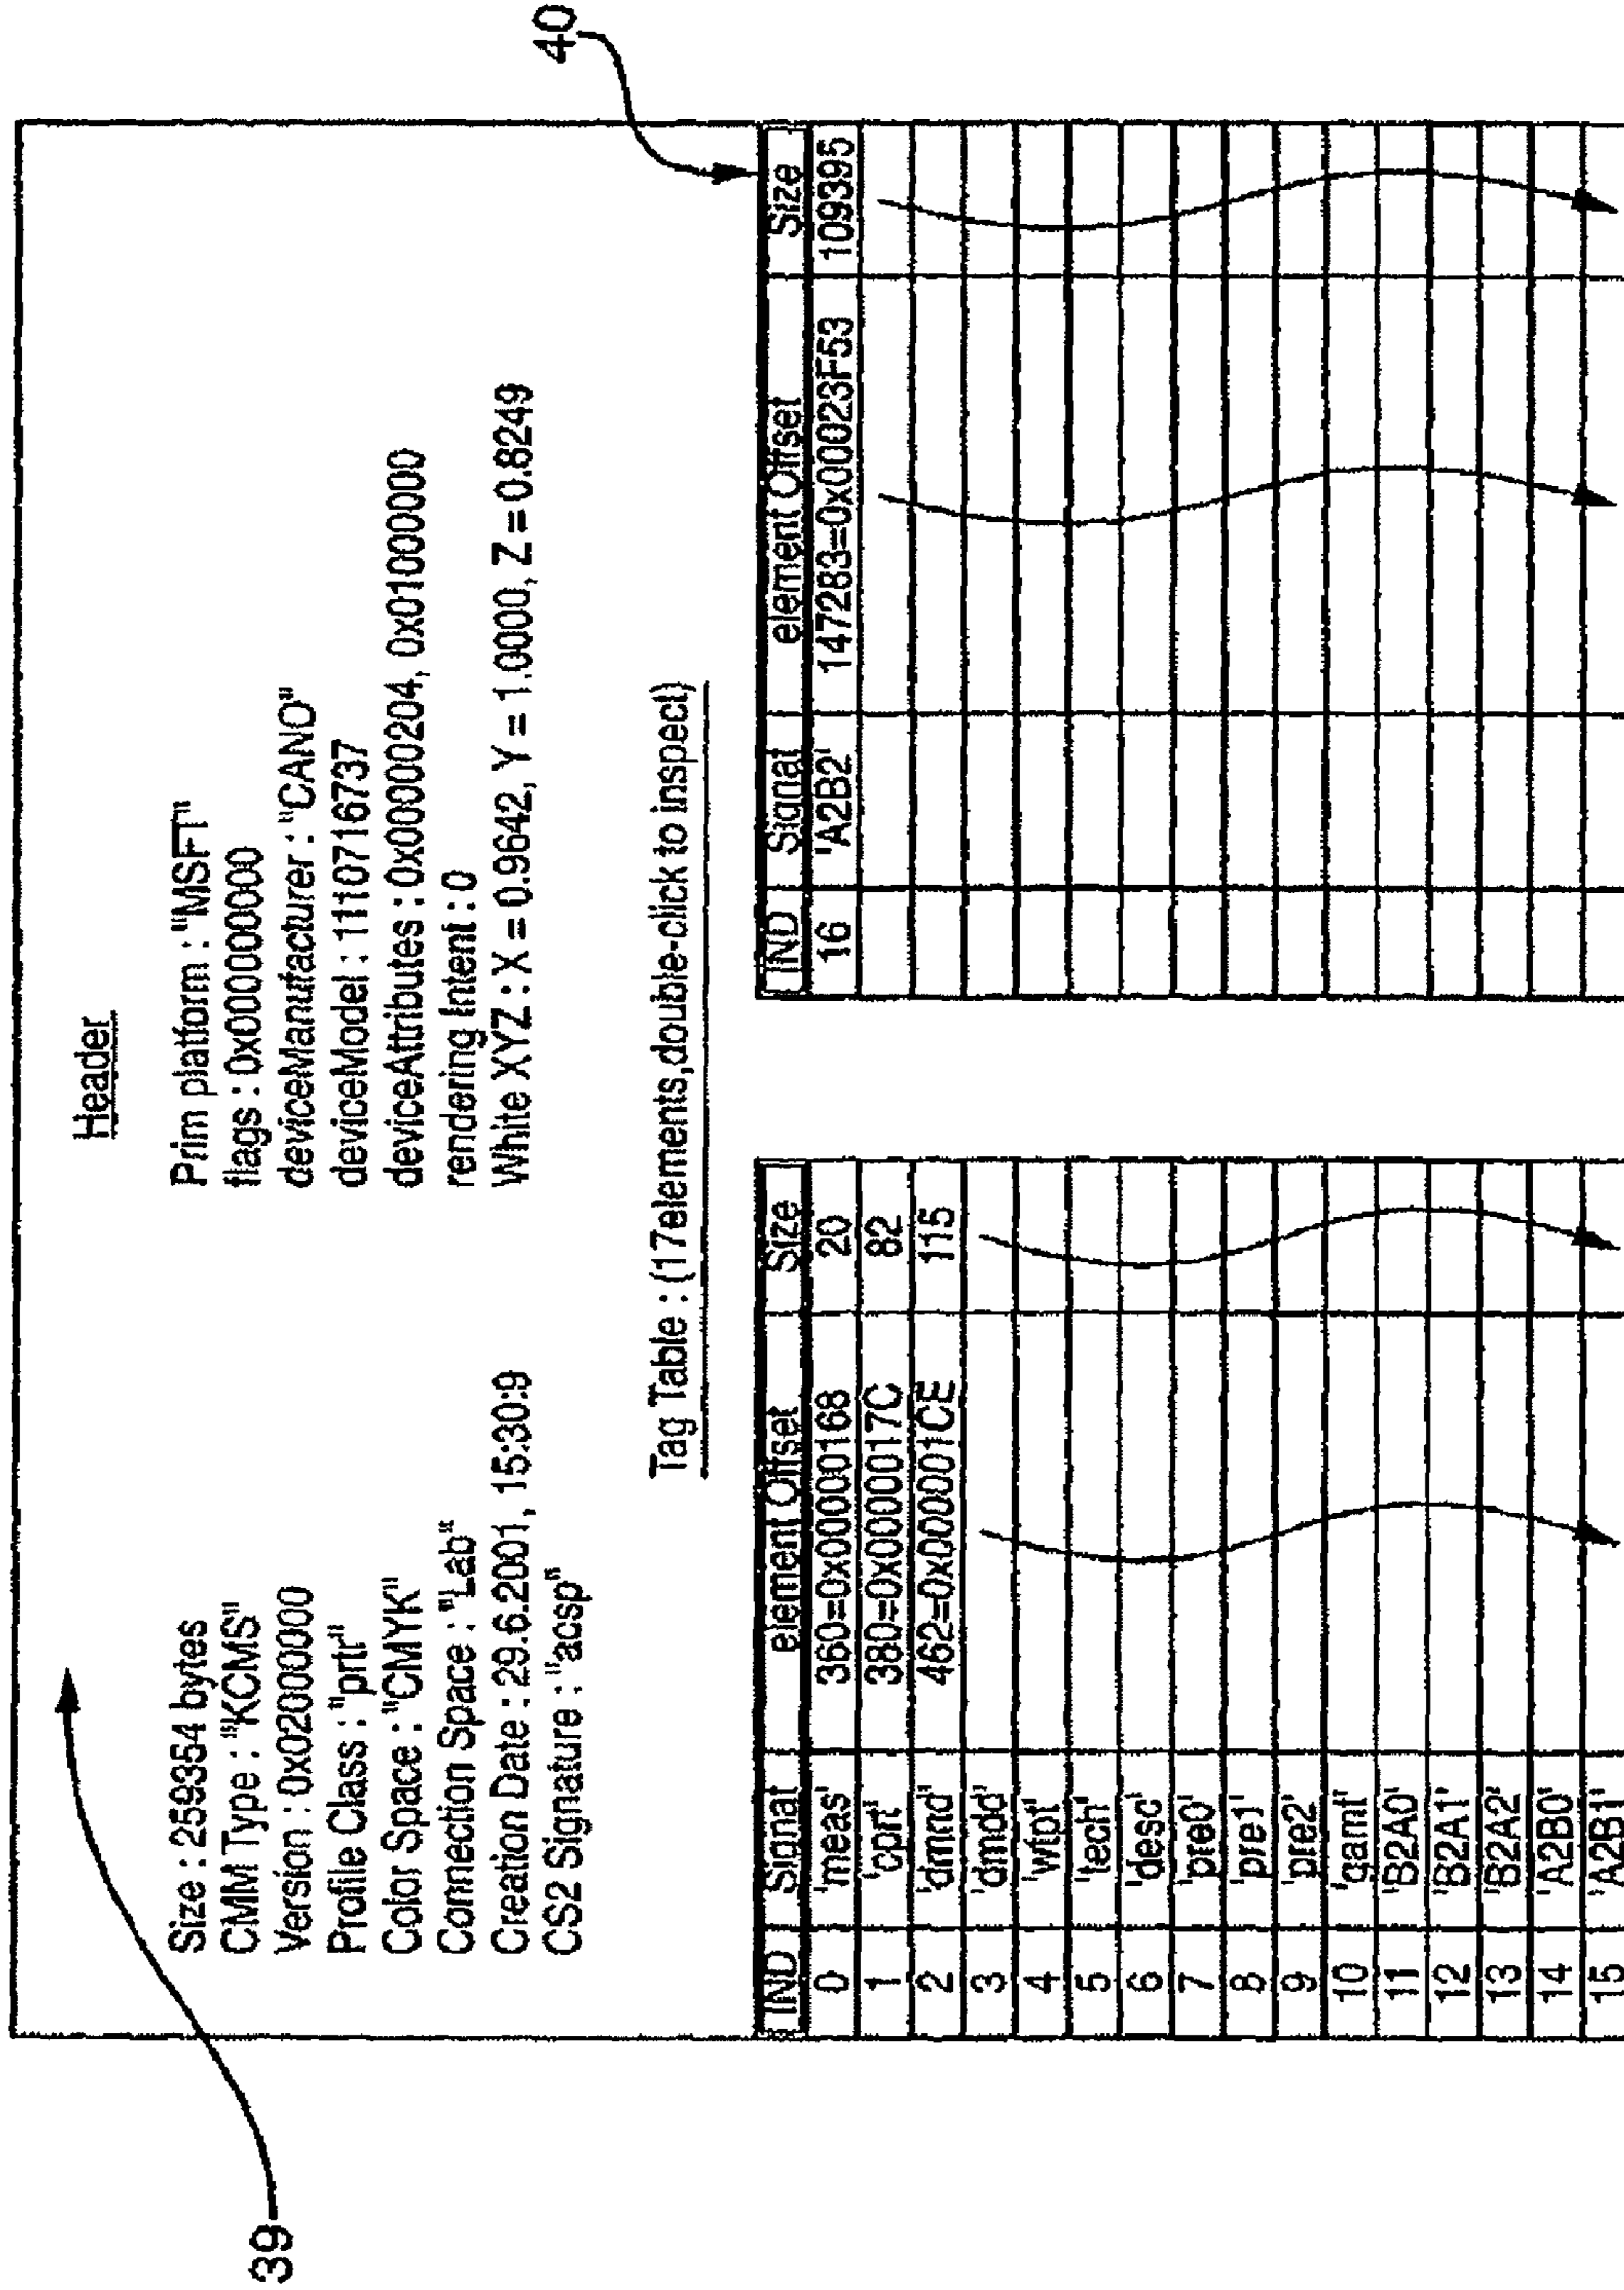 39
40
Header
Size : 259354 bytes
CMM Type : "KCMS"
Version : 0x0200000
Profile Class : "prtr"
Color Space : "CMYK"
Connection Space : "Lab"
Creation Date : 29.6.2001, 15:30:9
CS2 Signature : "acsp"
Prim platform : "MSFT"
flags : 0x00000000
deviceManufacturer : "CANO"
deviceModel : 1110716737
deviceAttributes : 0x00000204, 0x01000000
rendering Intent : 0
White XYZ : X = 0.9642, Y = 1.0000, Z = 0.8249
Tag Table : (17elements,double-click to inspect)
IND Signat element Offset Size
0 'meas' 360=0x00000168 20
1 'cprt' 380=0x0000017C 82
2 'dmnd' 462=0x000001CE 115
3 'dmdd'
4 'wtpt'
5 'tech'
6 'desc'
7 'pre0'
8 'pre1'
9 'pre2'
10 'gamt'
11 'B2A0'
12 'B2A1'
13 'B2A2'
14 'A2B0'
15 'A2B1'
IND Signat element Offset Size
16 'A2B2' 147283=0x00023F53 109395